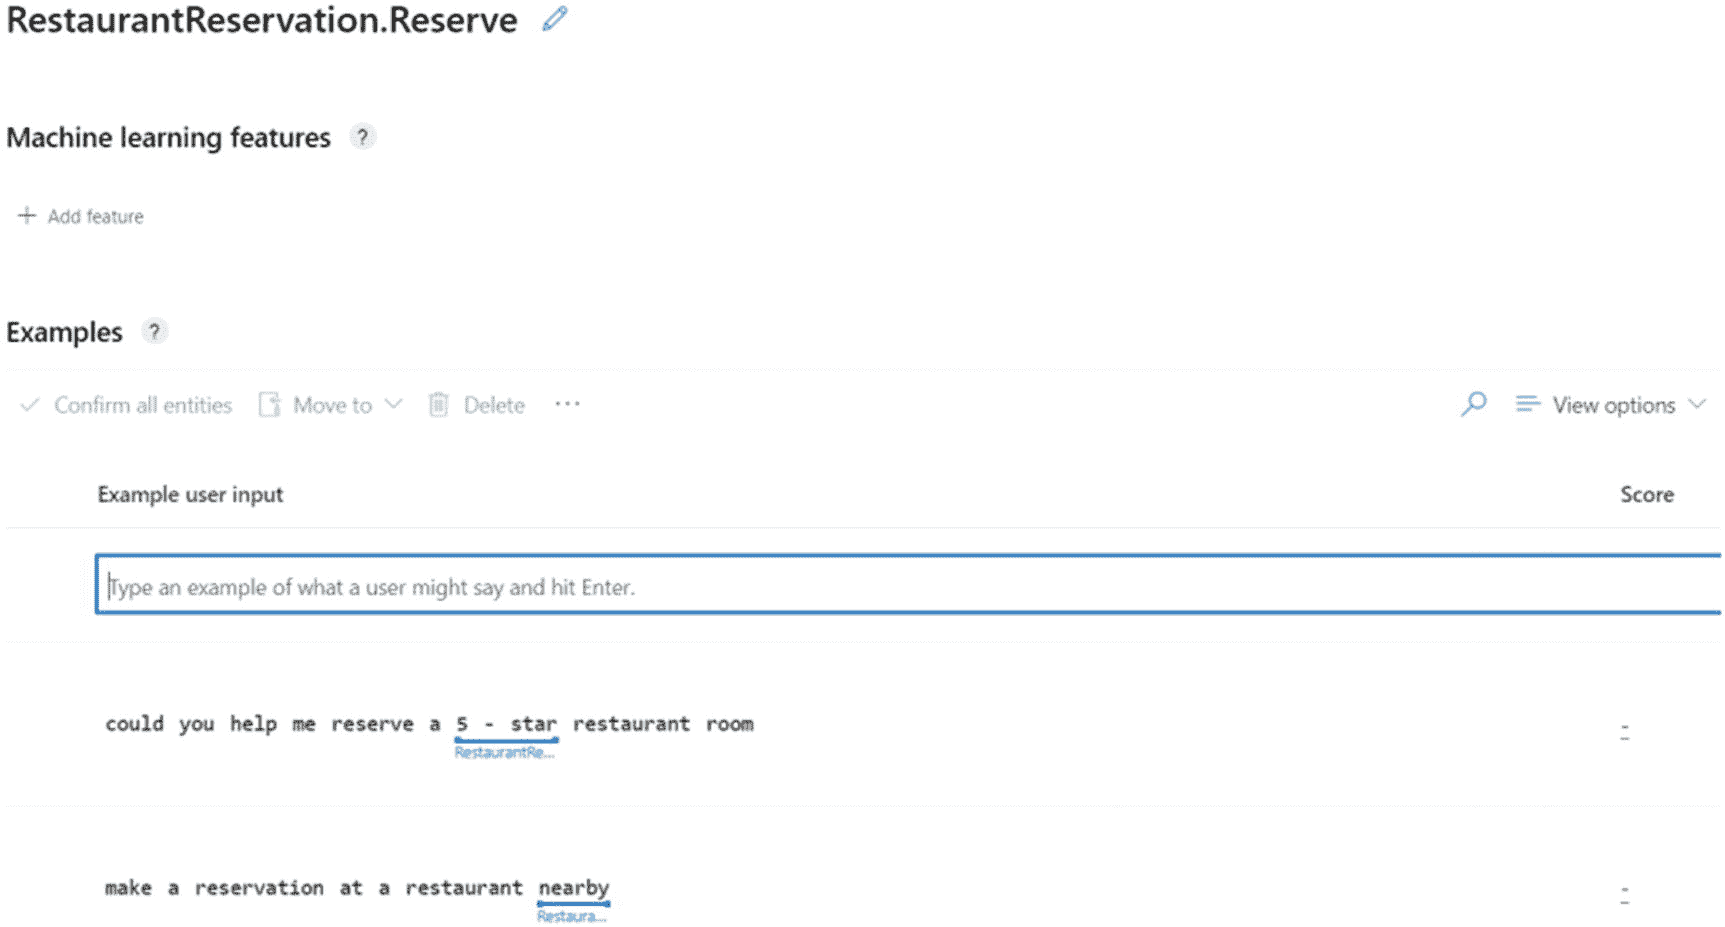 RestaurantReservation.Reserve
Machine learning features ?
+ Add feature
Examples ?
Confirm all entities Move to Delete ...
View options
Example user input Score
Type an example of what a user might say and hit Enter.
could you help me reserve a 5 - star restaurant room -
RestaurantRe...
make a reservation at a restaurant nearby -
Restaura...